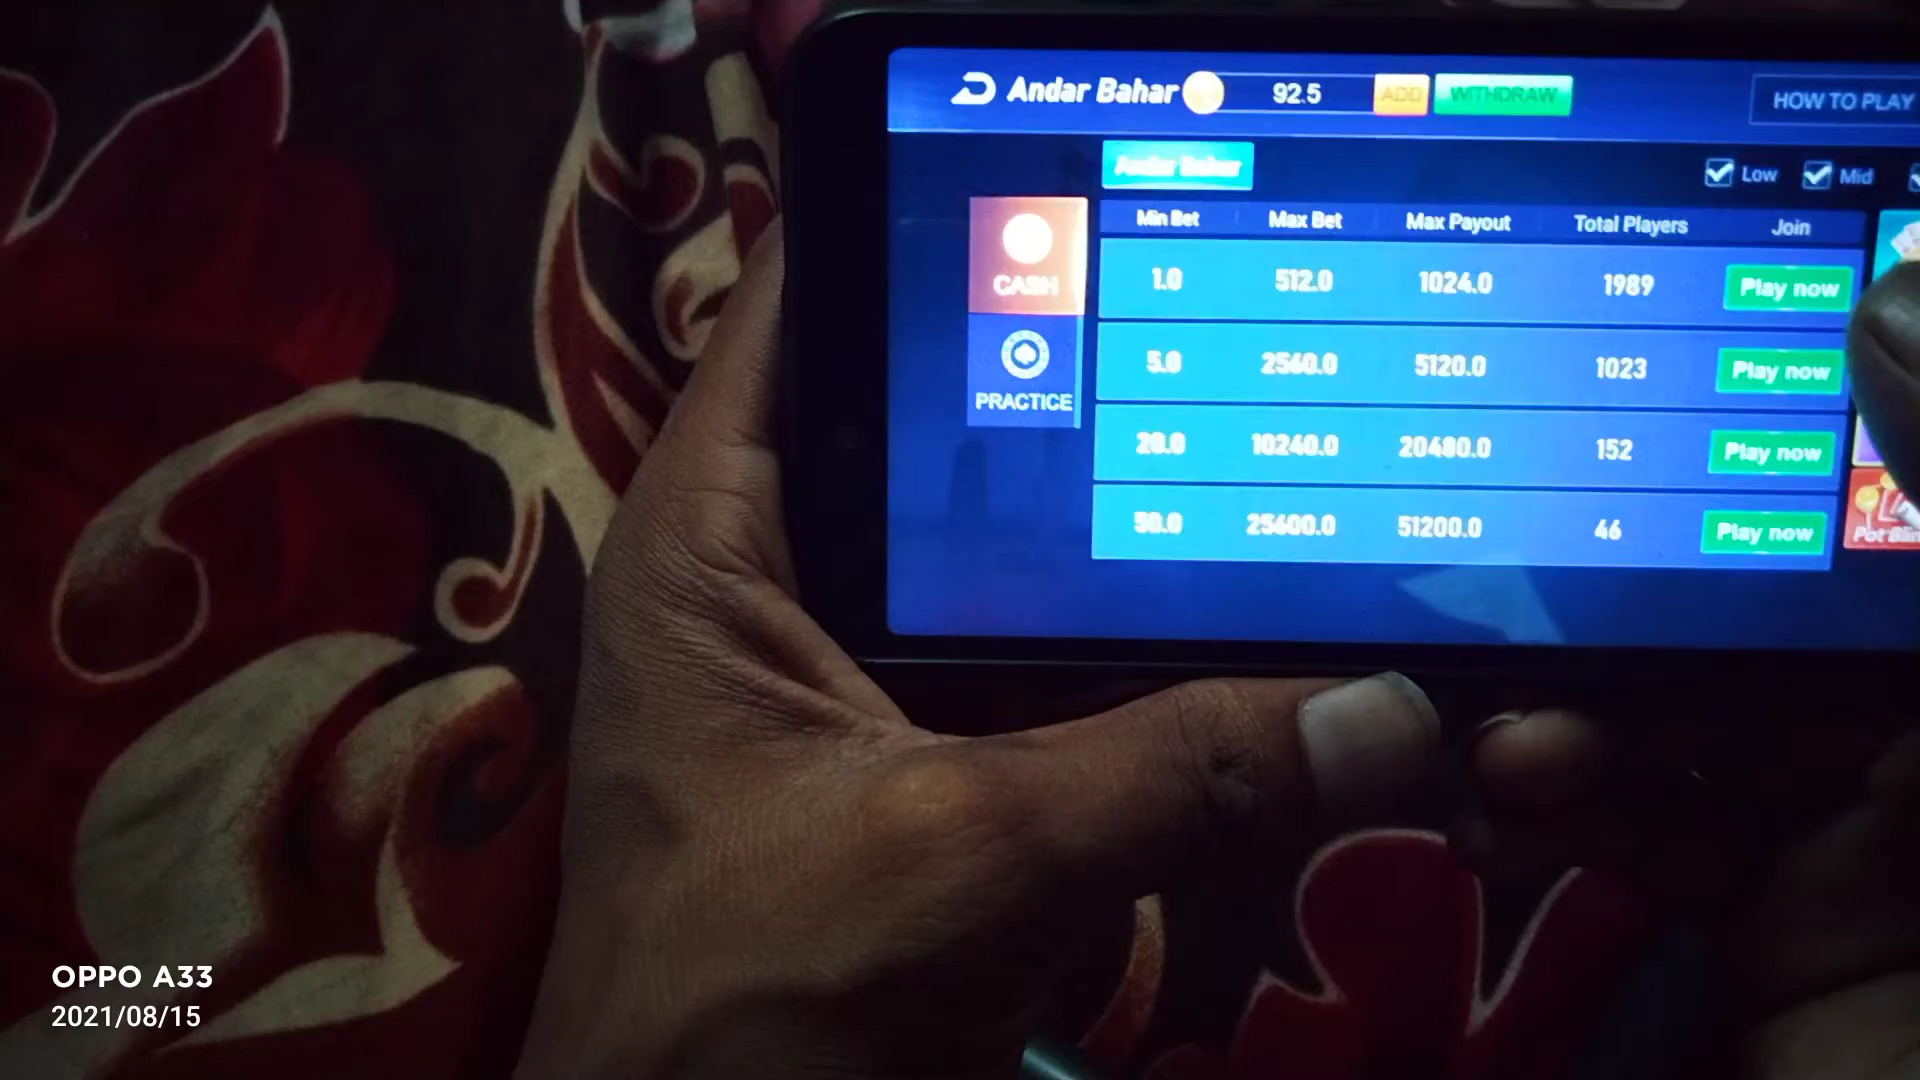 Andar Bahar 92.5 ADD WITHDRAW HOW TO PLAY
Andar Bahar Low Mid
Min Bet Max Bet Max Payout Total Players Join
CASH 1.0 512.0 1024.0 1989 Play now
PRACTICE 5.0 2560.0 5120.0 1023 Play now
20.0 10240.0 20480.0 152 Play now
50.0 25600.0 51200.0 46 Play now
OPPO A33
2021/08/15